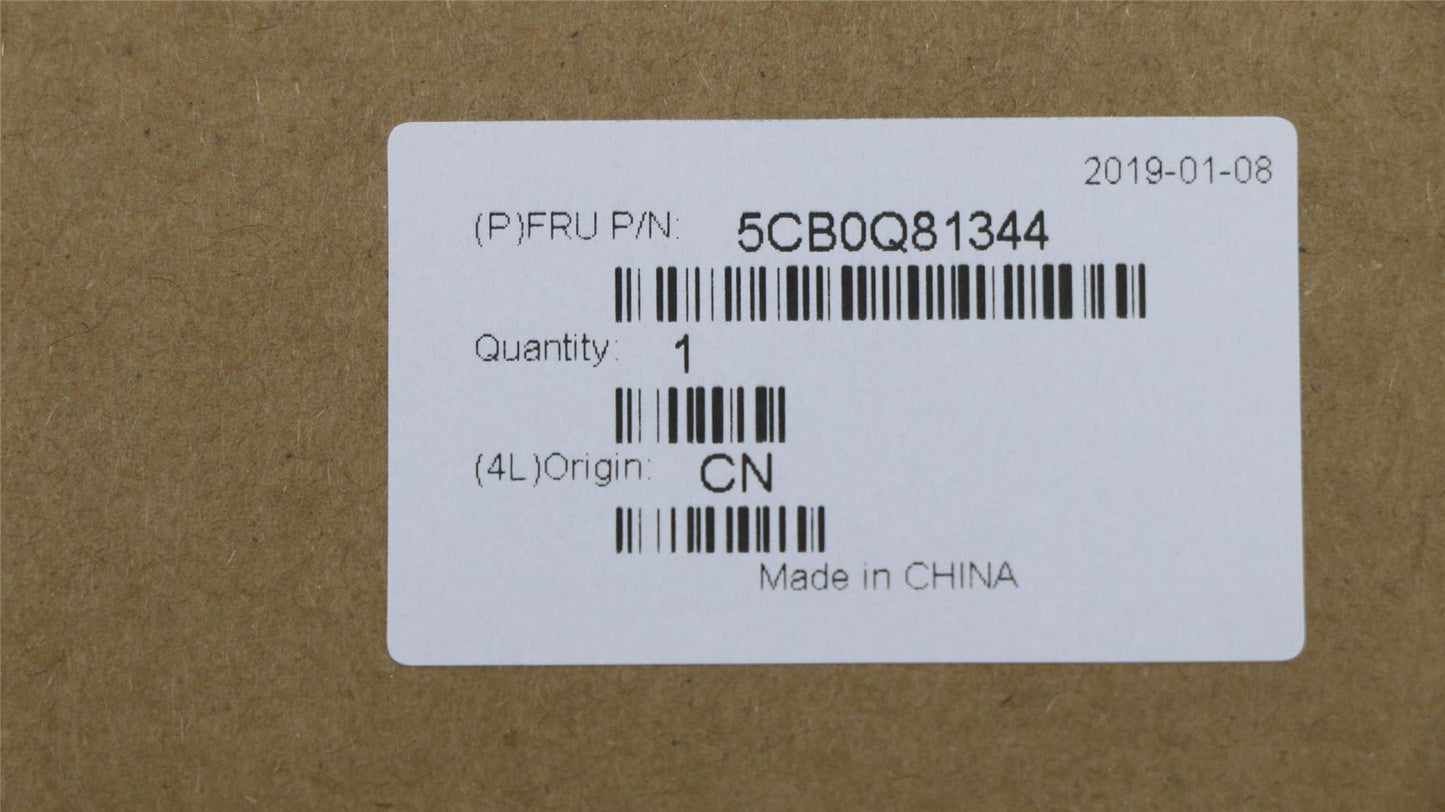 2019-01-08
(P)FRU P/N: 5CB0Q81344
Quantity: 1
(4L)Origin: CN
Made in CHINA